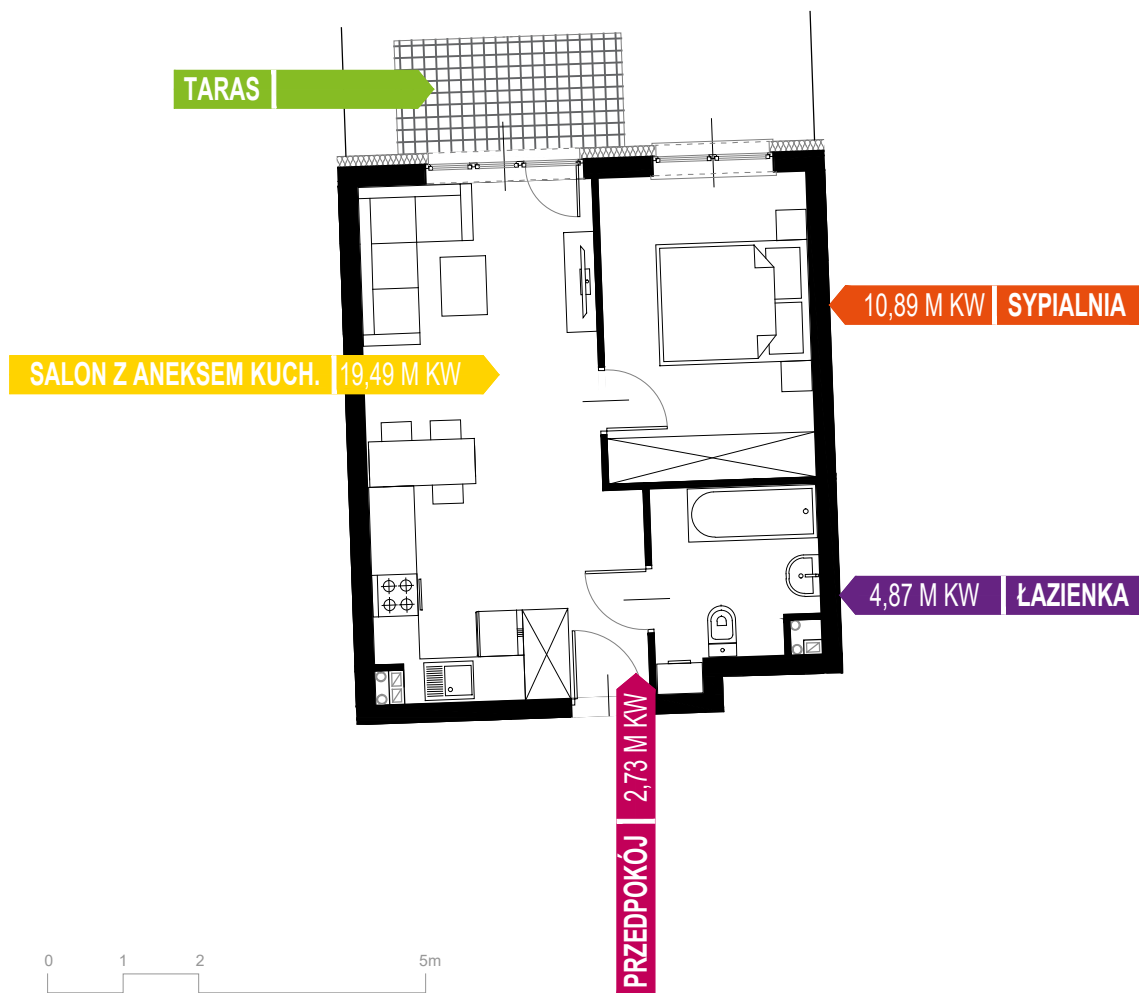 TARAS
10,89 M KW SYPIALNIA
SALON Z ANEKSEM KUCH. 19,49 M KW
4,87 M KW ŁAZIENKA
PRZEDPOKÓJ 2,73 M KW
0 1 2 5m